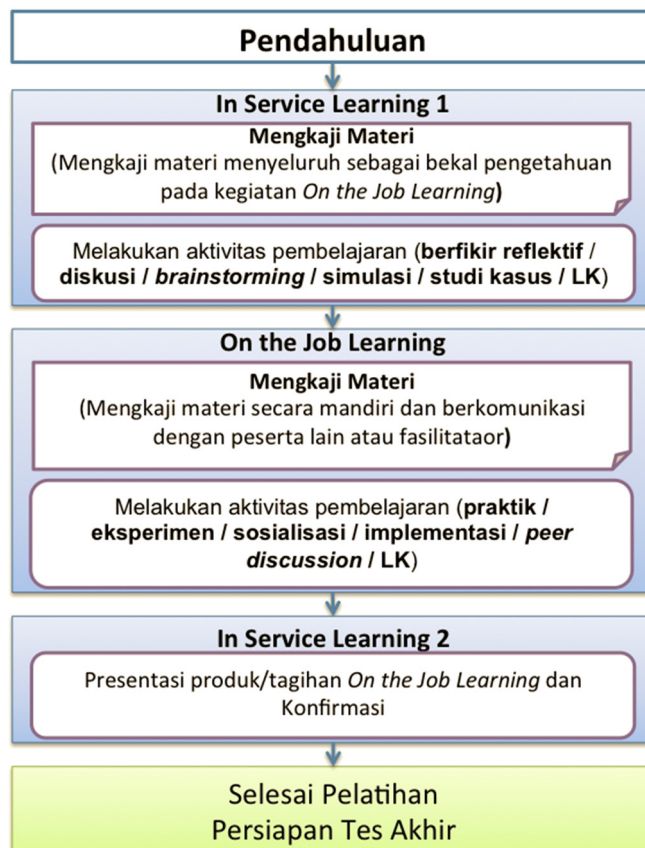 Pendahuluan
In Service Learning 1
Mengkaji Materi
(Mengkaji materi menyeluruh sebagai bekal pengetahuan
pada kegiatan On the Job Learning)
Melakukan aktivitas pembelajaran (berfikir reflektif /
diskusi / brainstorming / simulasi / studi kasus / LK)
On the Job Learning
Mengkaji Materi
(Mengkaji materi secara mandiri dan berkomunikasi
dengan peserta lain atau fasilitataor)
Melakukan aktivitas pembelajaran (praktik /
eksperimen / sosialisasi / implementasi / peer
discussion / LK)
In Service Learning 2
Presentasi produk/tagihan On the Job Learning dan
Konfirmasi
Selesai Pelatihan
Persiapan Tes Akhir